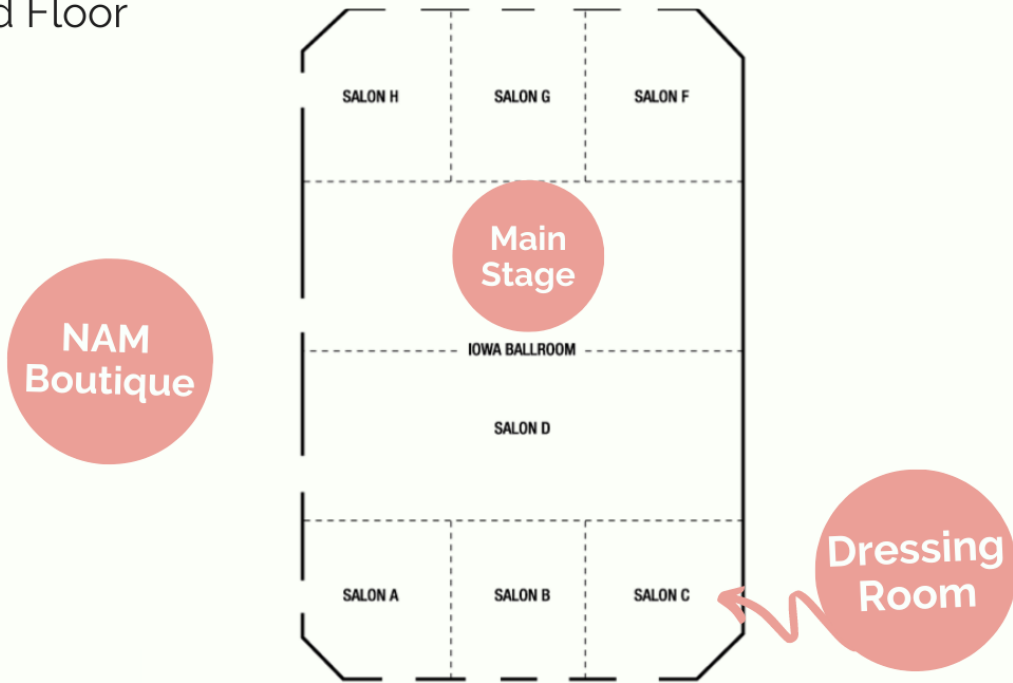 Floor
SALON H
SALON G
SALON F
Main
Stage
NAM
Boutique
IOWA BALLROOM
SALON D
Dressing
Room
SALON A
SALON B
SALON C